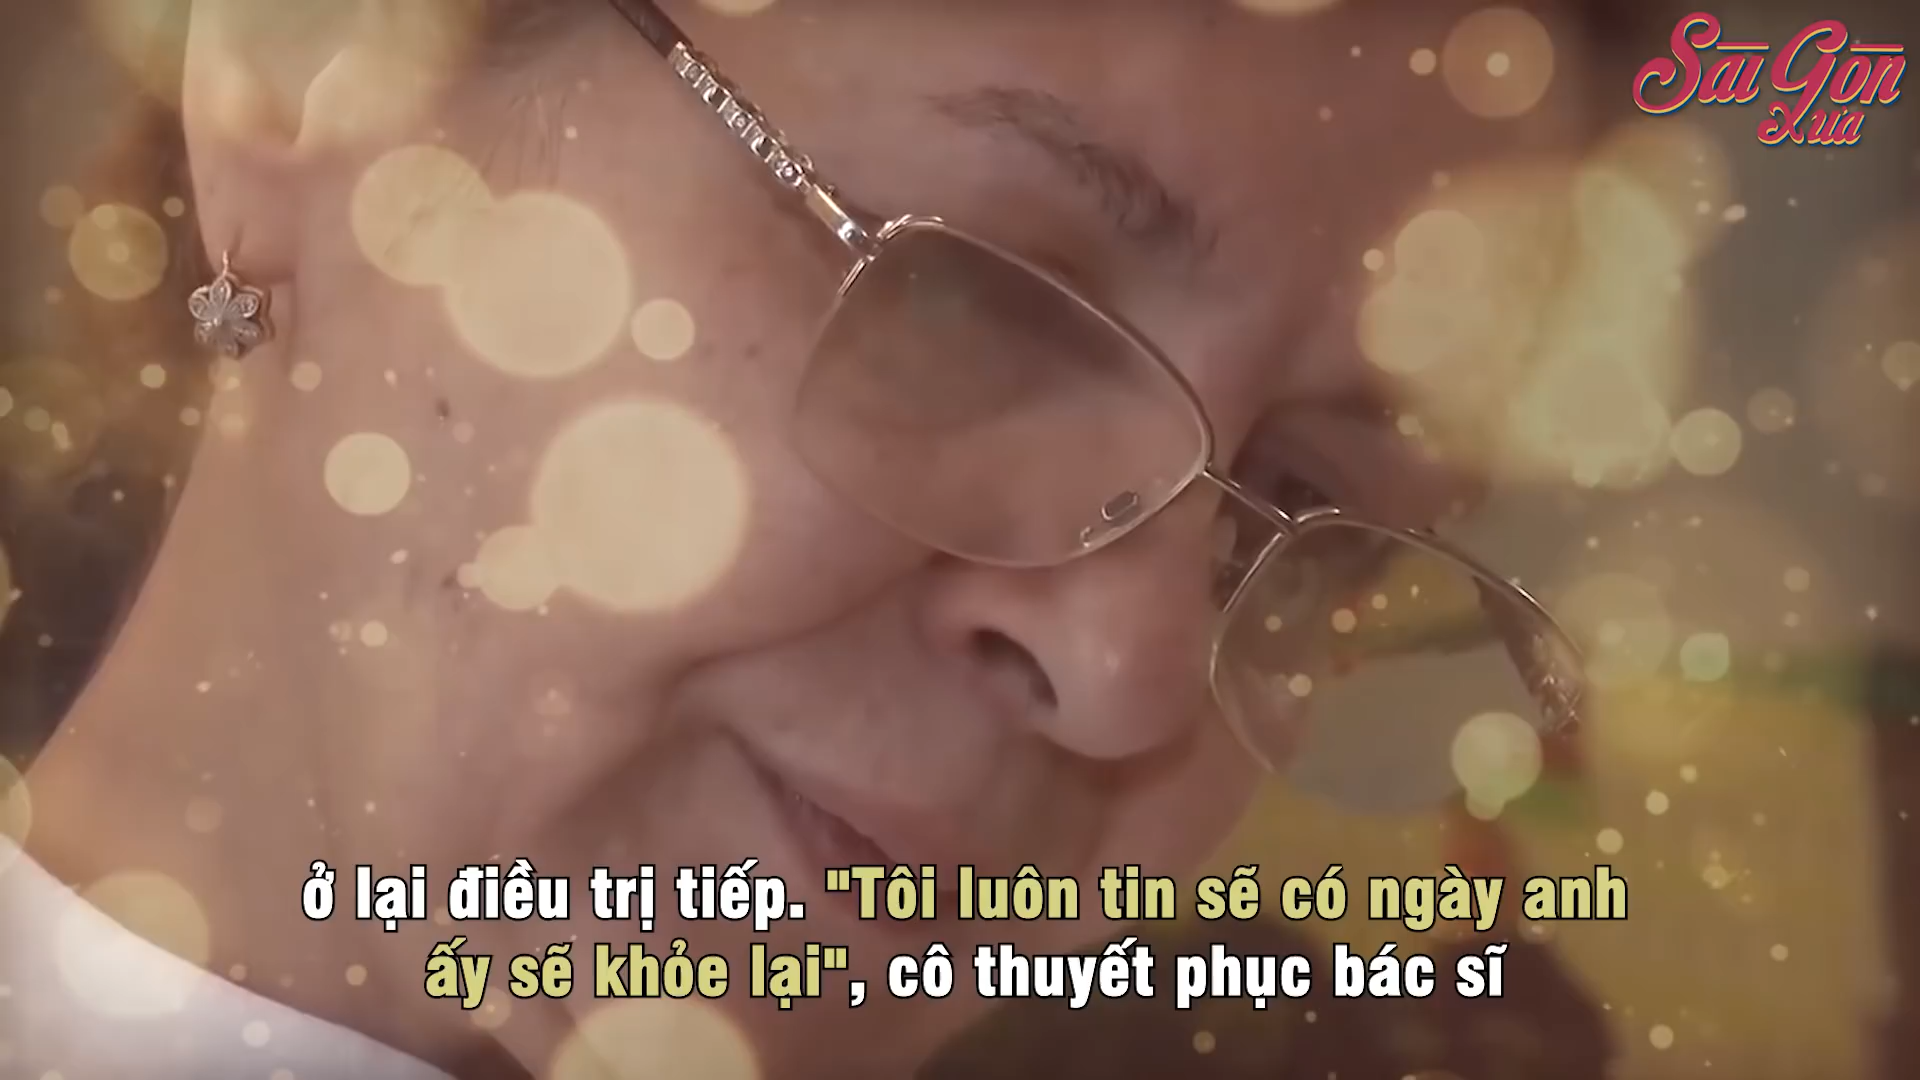 Sài Gòn
Xưa
ở lại điều trị tiếp. "Tôi luôn tin sẽ có ngày anh
ấy sẽ khỏe lại", cô thuyết phục bác sĩ